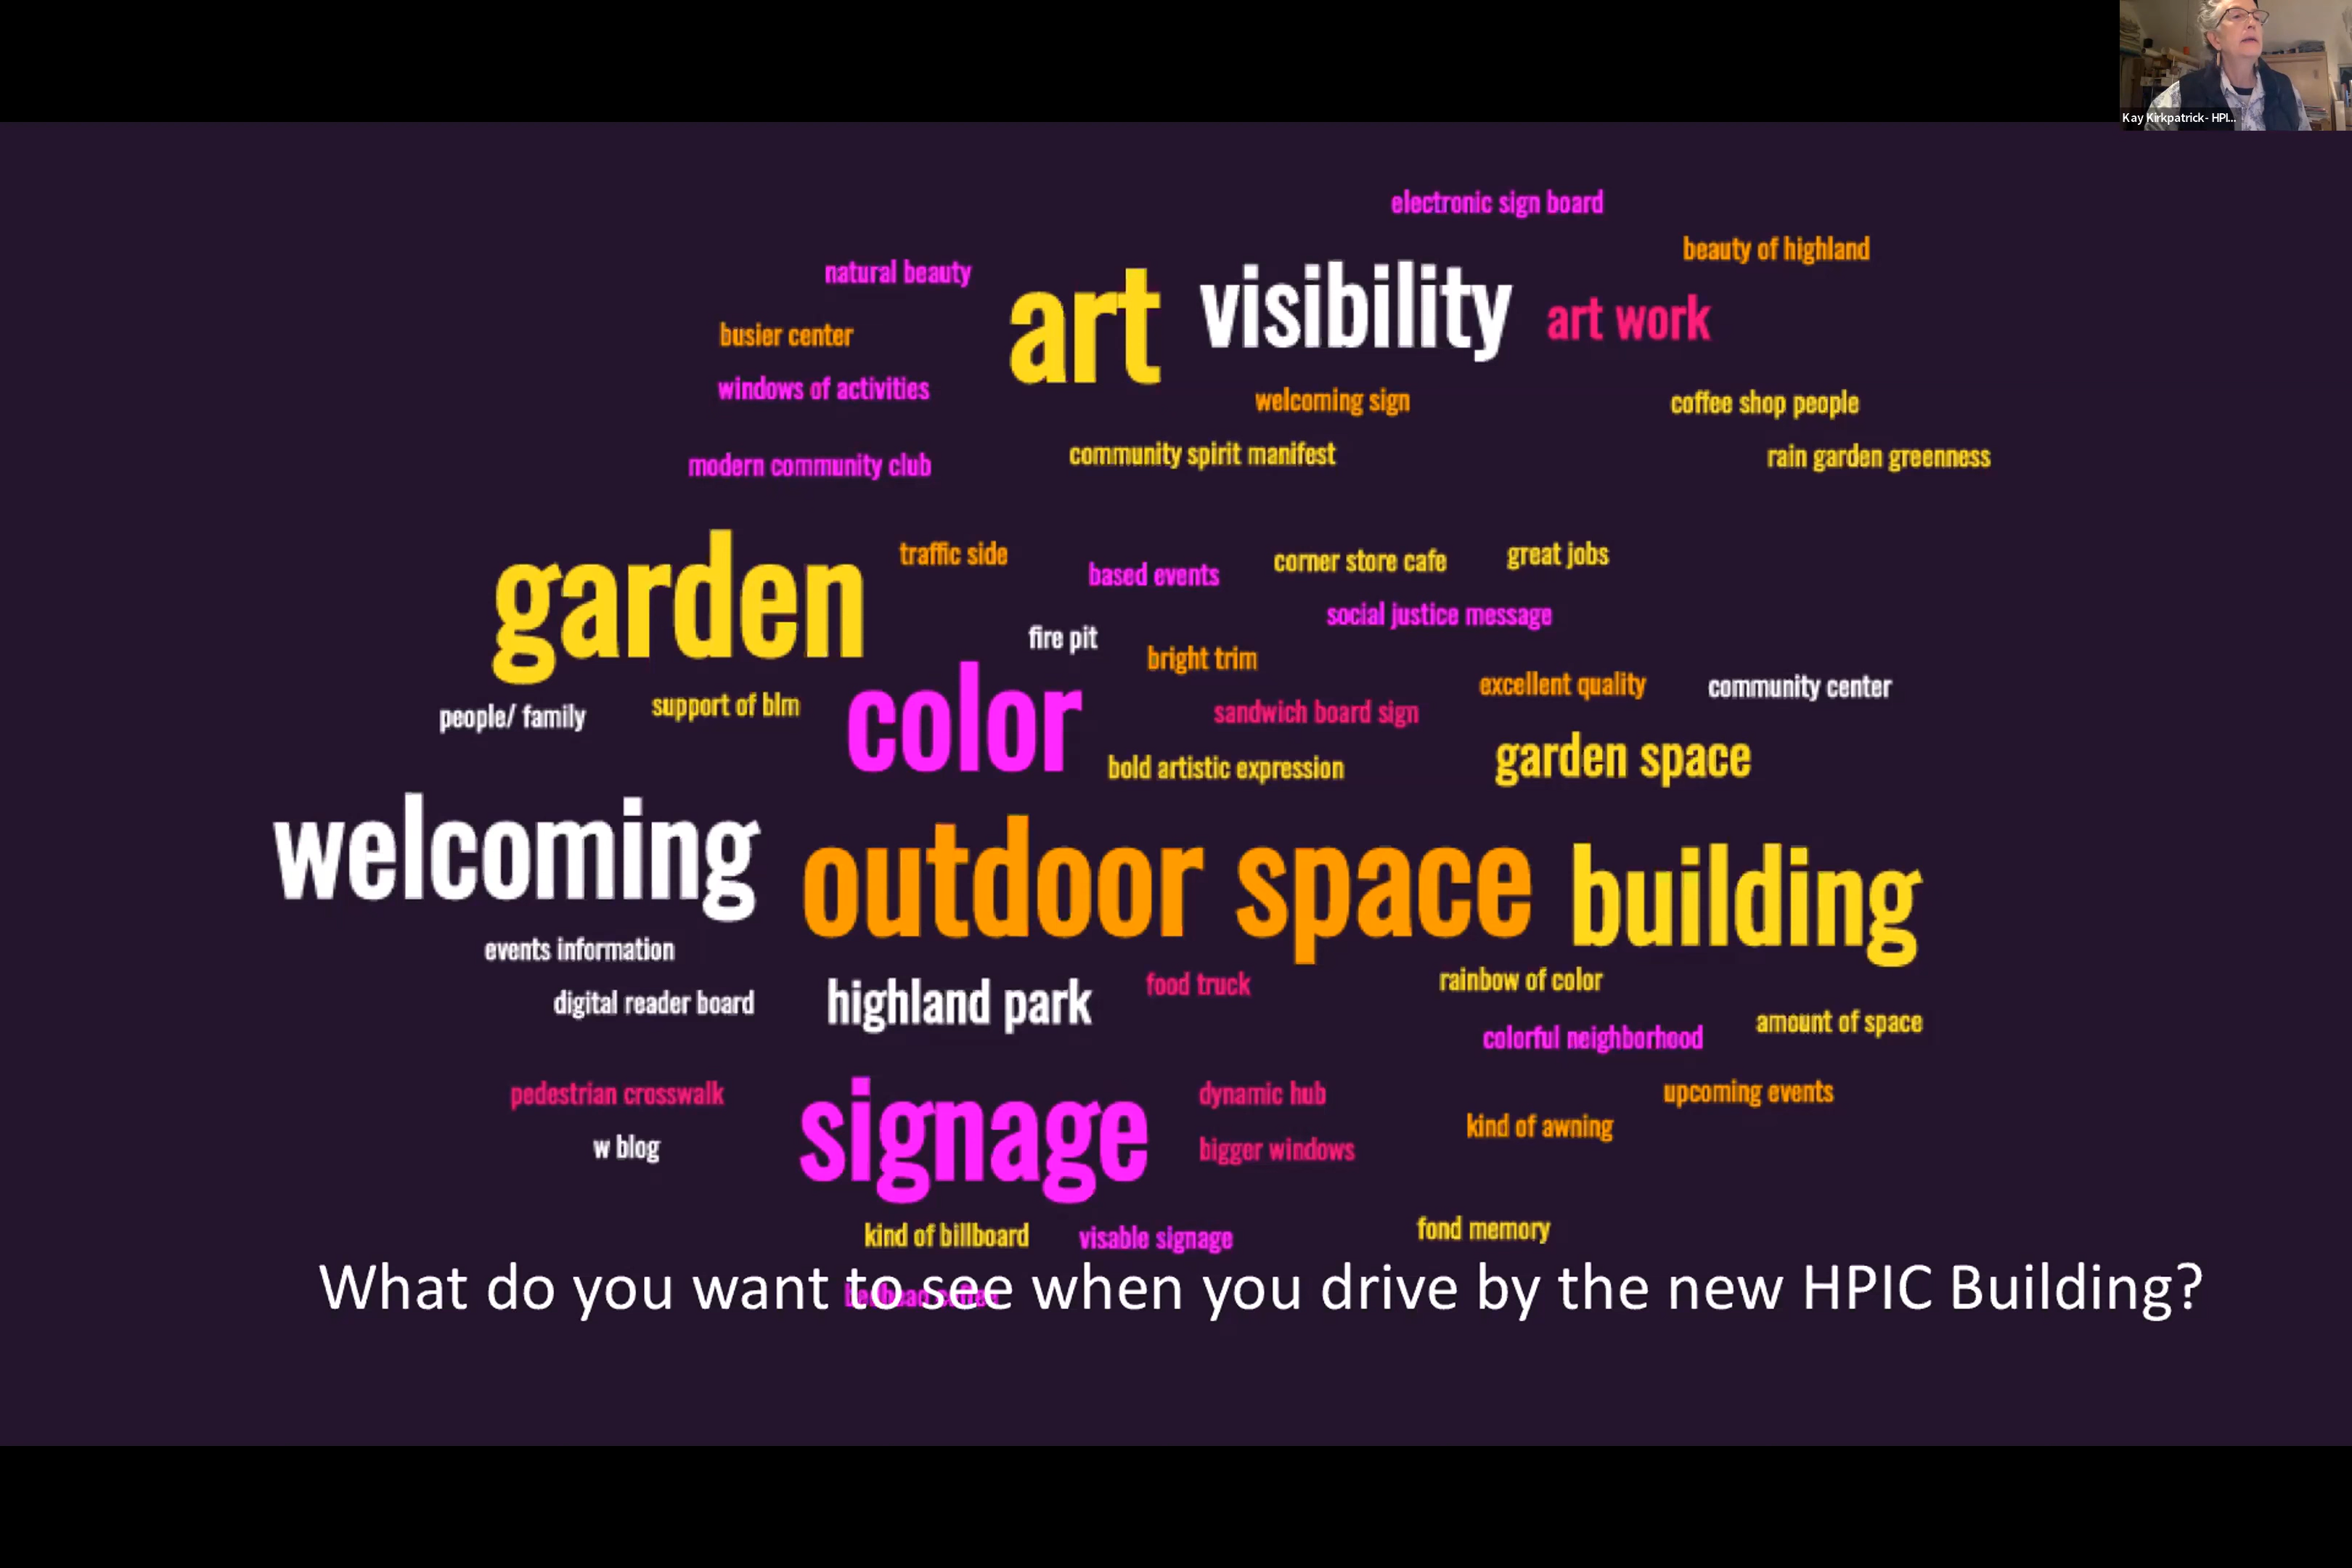 Kay Kirkpatrick- HPI...
electronic sign board
beauty of highland
natural beauty
art visibility art work
busier center
windows of activities
welcoming sign
coffee shop people
community spirit manifest
rain garden greenness
modern community club
garden
traffic side
based events
corner store cafe
great jobs
social justice message
fire pit
bright trim
excellent quality
community center
people/ family
support of blm
color
sandwich board sign
bold artistic expression
garden space
welcoming outdoor space building
events information
digital reader board
highland park
food truck
rainbow of color
colorful neighborhood
amount of space
pedestrian crosswalk
w blog
signage
dynamic hub
bigger windows
kind of awning
upcoming events
kind of billboard
visable signage
fond memory
What do you want to see when you drive by the new HPIC Building?